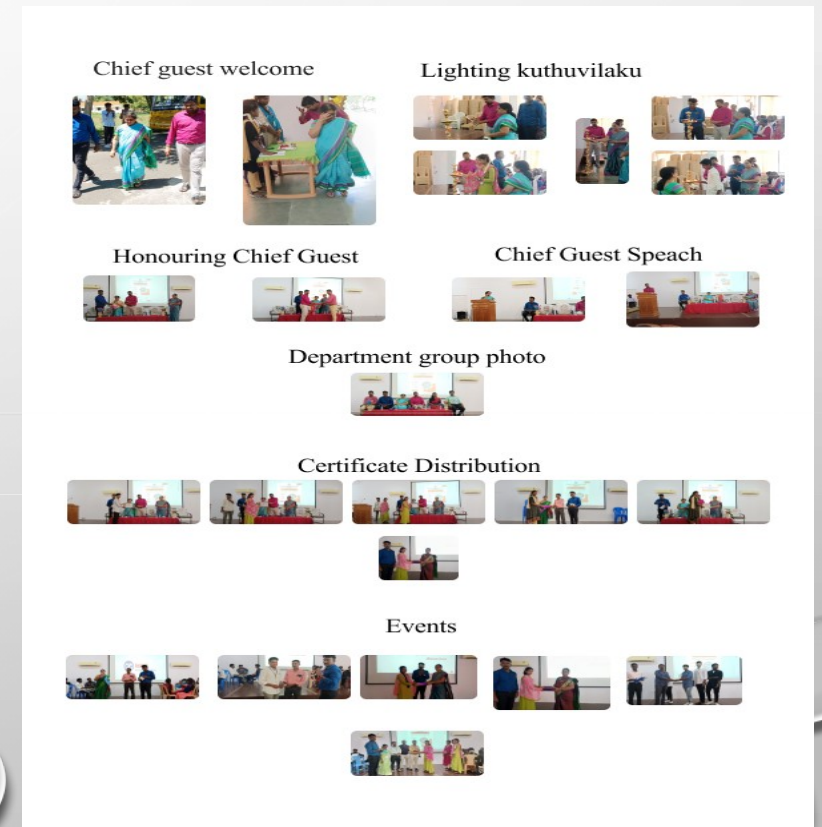 Chief guest welcome
Lighting kuthuvilaku
Honouring Chief Guest
Chief Guest Speach
Department group photo
Certificate Distribution
Events